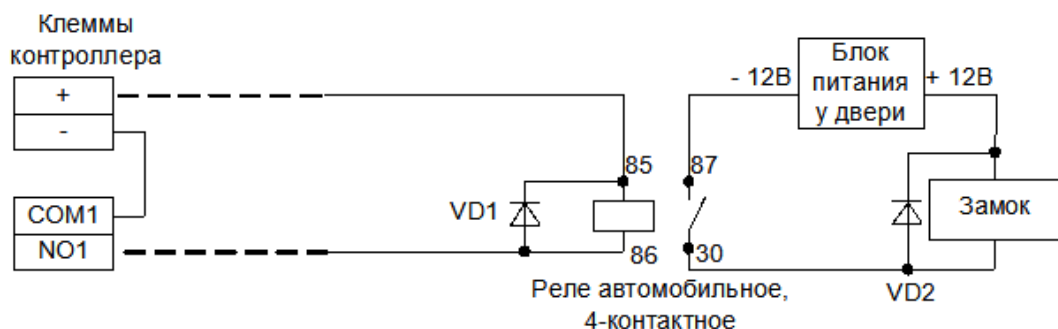 Клеммы
контроллера
+
-
COM1
NO1
VD1
85
86
87
30
Реле автомобильное,
4-контактное
- 12В
Блок
питания
у двери
+ 12В
Замок
VD2